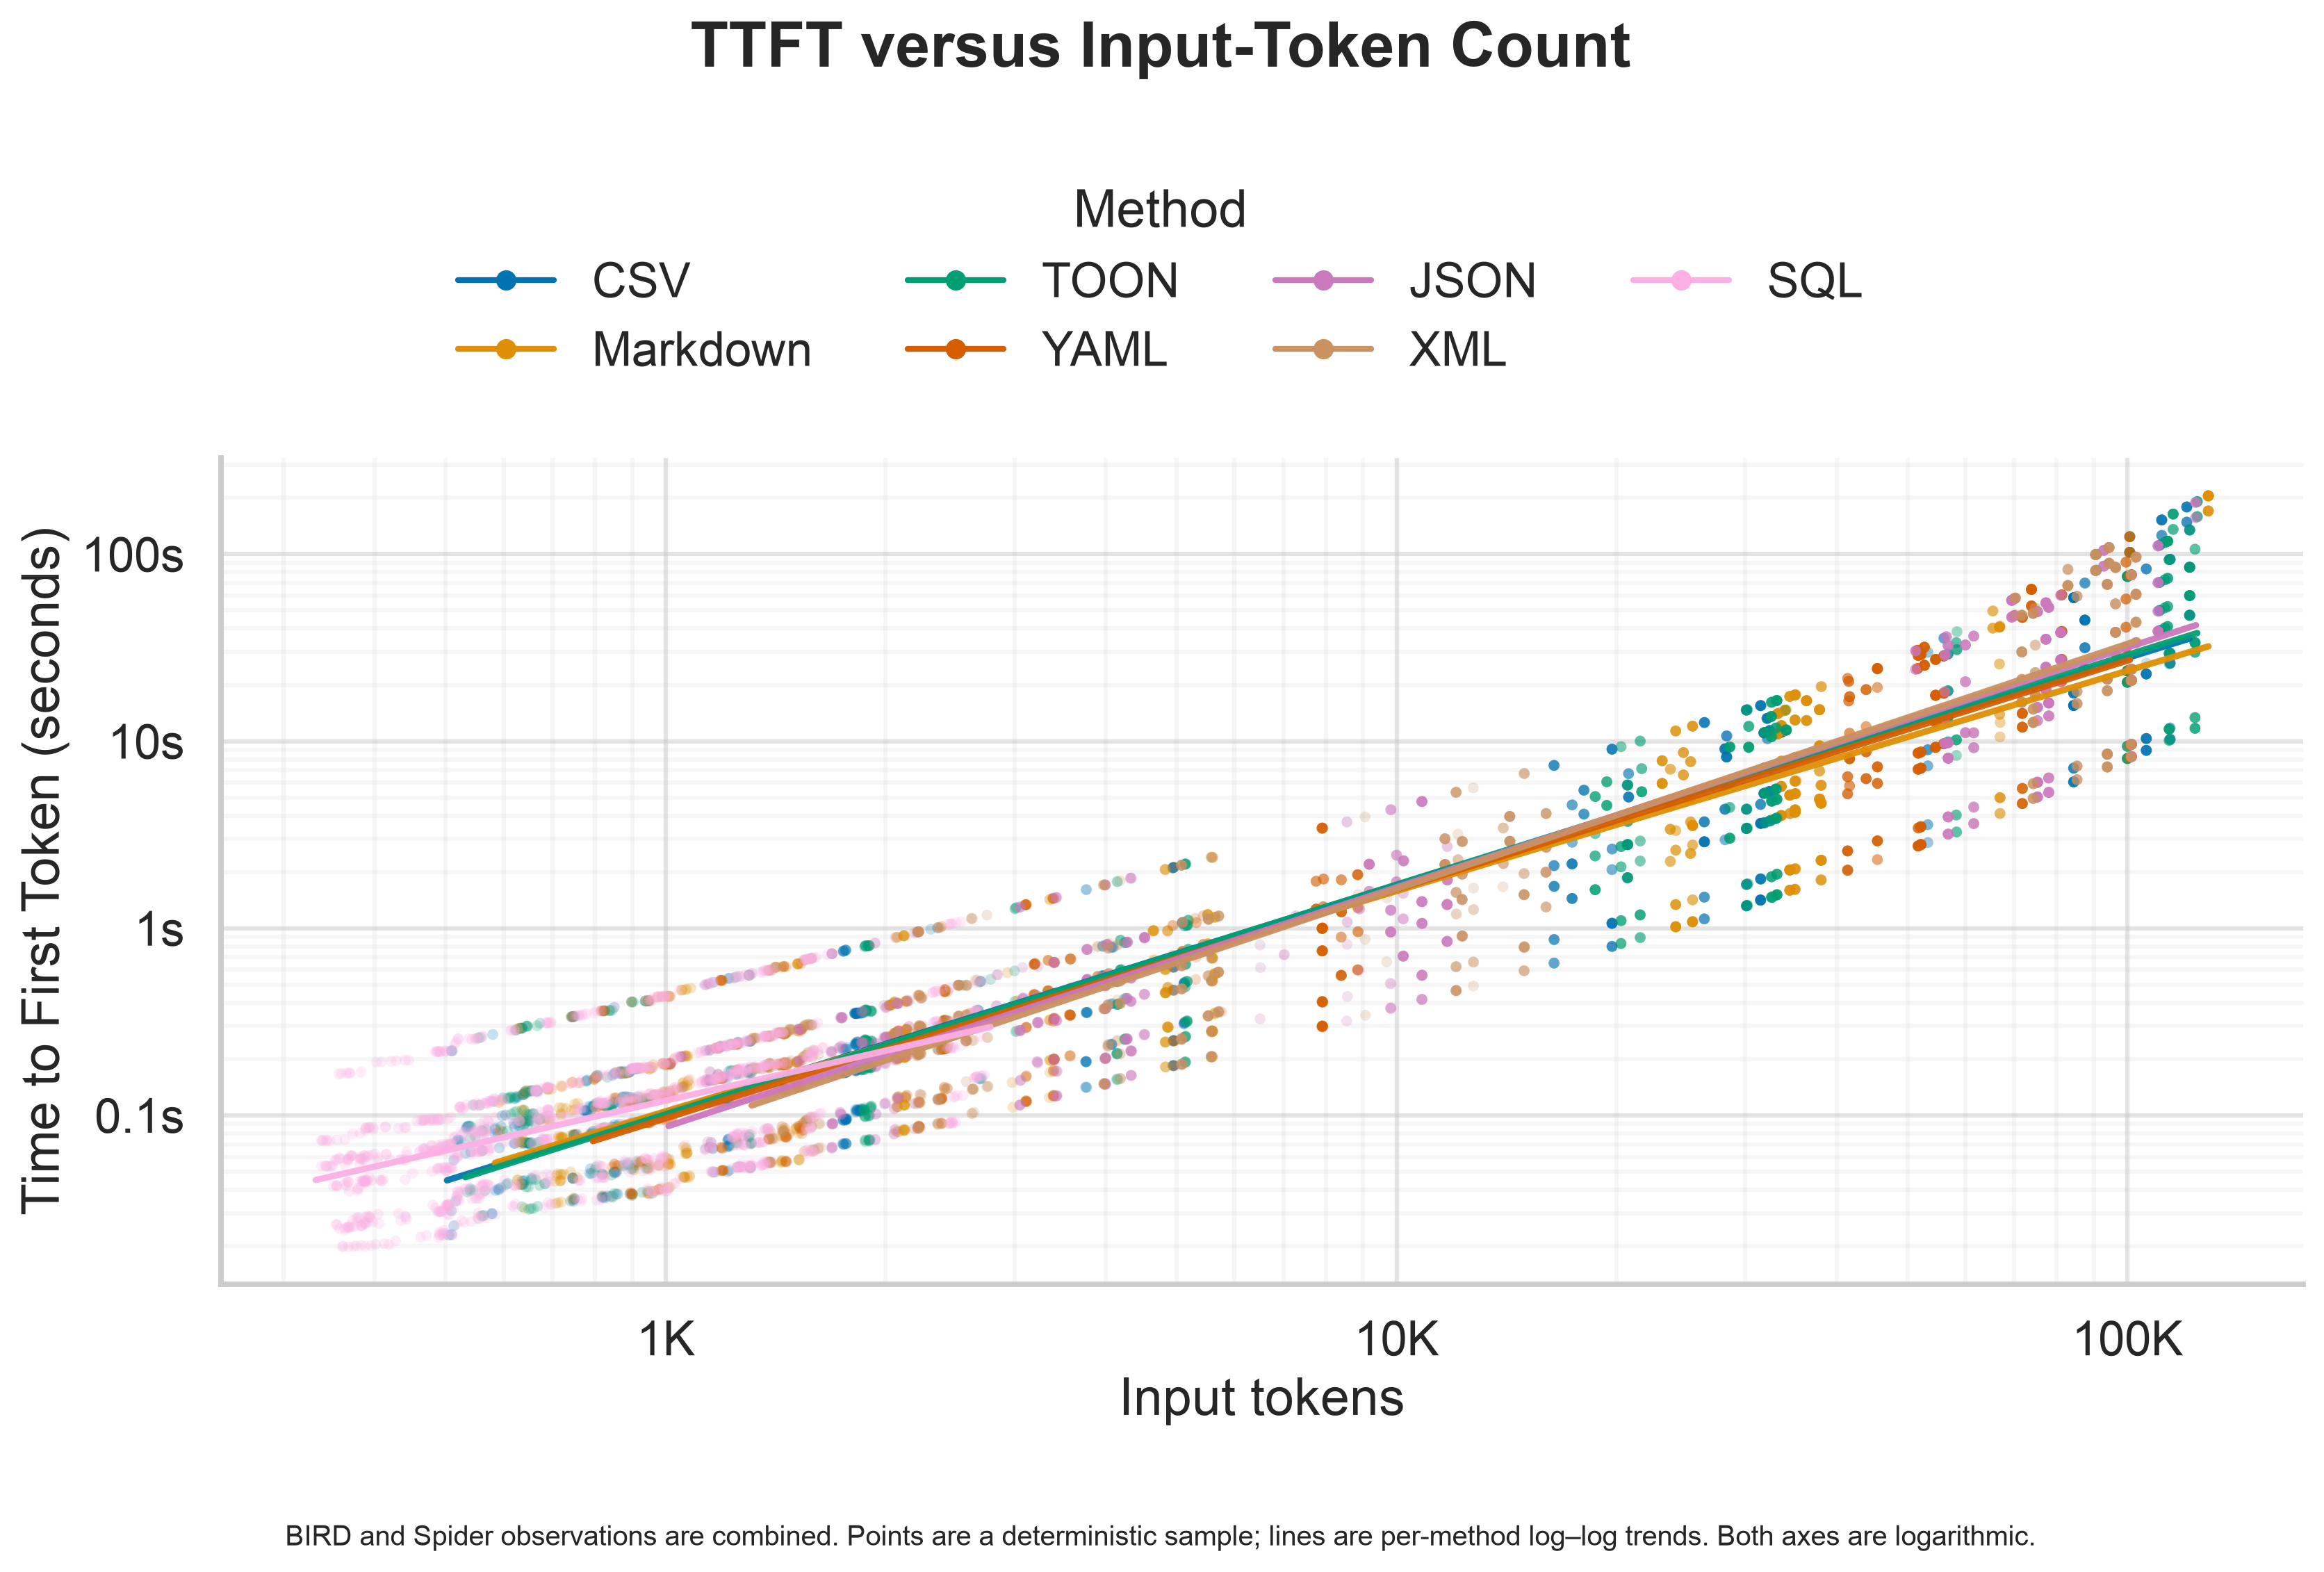 TTFT versus Input-Token Count
Method
CSV
TOON
JSON
SQL
Markdown
YAML
XML
Time to First Token (seconds)
100s
10s
1s
0.1s
1K
10K
100K
Input tokens
BIRD and Spider observations are combined. Points are a deterministic sample; lines are per-method log–log trends. Both axes are logarithmic.